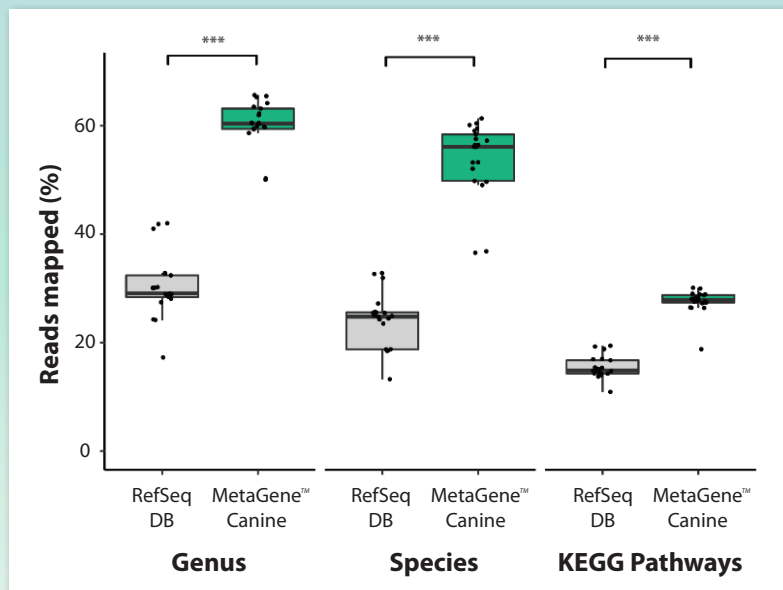 *** *** ***
Reads mapped (%)
60
40
20
0
RefSeq DB
MetaGene™ Canine
RefSeq DB
MetaGene™ Canine
RefSeq DB
MetaGene™ Canine
Genus
Species
KEGG Pathways